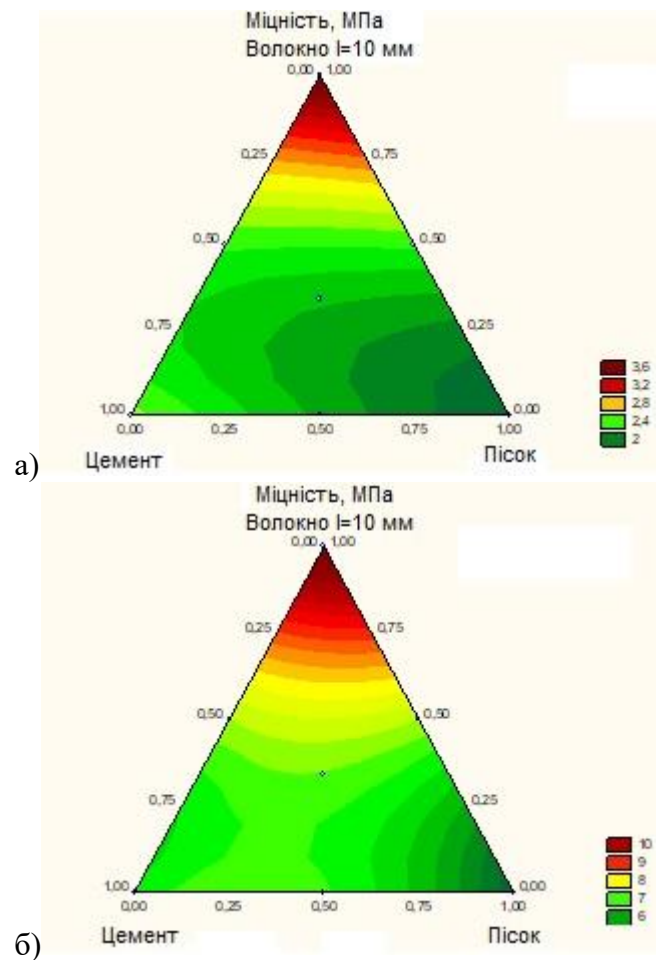 Міцність, МПа
Волокно l=10 мм
0,00 1,00
0,25 0,75
0,50 0,50
0,75 0,25
3,6
3,2
2,8
2,4
2
1,00 0,00
0,00 0,25 0,50 0,75 1,00
а) Цемент Пісок
Міцність, МПа
Волокно l=10 мм
0,00 1,00
0,25 0,75
0,50 0,50
0,75 0,25
10
9
8
7
6
1,00 0,00
0,00 0,25 0,50 0,75 1,00
б) Цемент Пісок